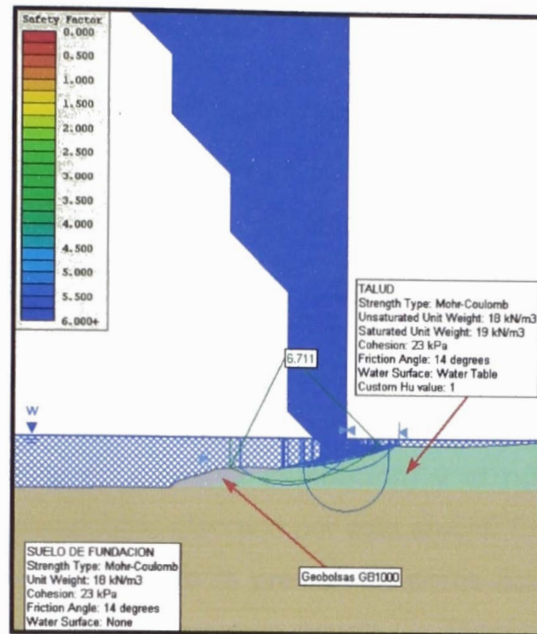 Safety Factor
0.000
0.500
1.000
1.500
2.000
2.500
3.000
3.500
4.000
4.500
5.000
5.500
6.000+
6.711
TALUD
Strength Type: Mohr-Coulomb
Unsaturated Unit Weight: 18 kN/m3
Saturated Unit Weight: 19 kN/m3
Cohesion: 23 kPa
Friction Angle: 14 degrees
Water Surface: Water Table
Custom Hu value: 1
W
SUELO DE FUNDACION
Strength Type: Mohr-Coulomb
Unit Weight: 18 kN/m3
Cohesion: 23 kPa
Friction Angle: 14 degrees
Water Surface: None
Geobolsas GB1000